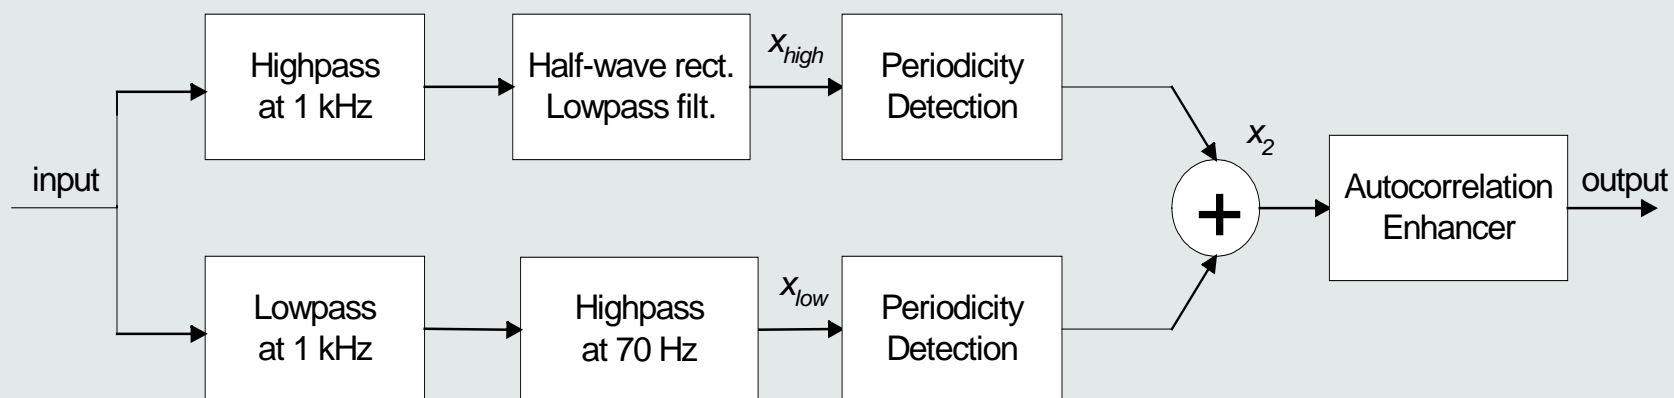 input
Highpass
at 1 kHz
Half-wave rect.
Lowpass filt.
x_high
Periodicity
Detection
Lowpass
at 1 kHz
Highpass
at 70 Hz
x_low
Periodicity
Detection
+
x_2
Autocorrelation
Enhancer
output